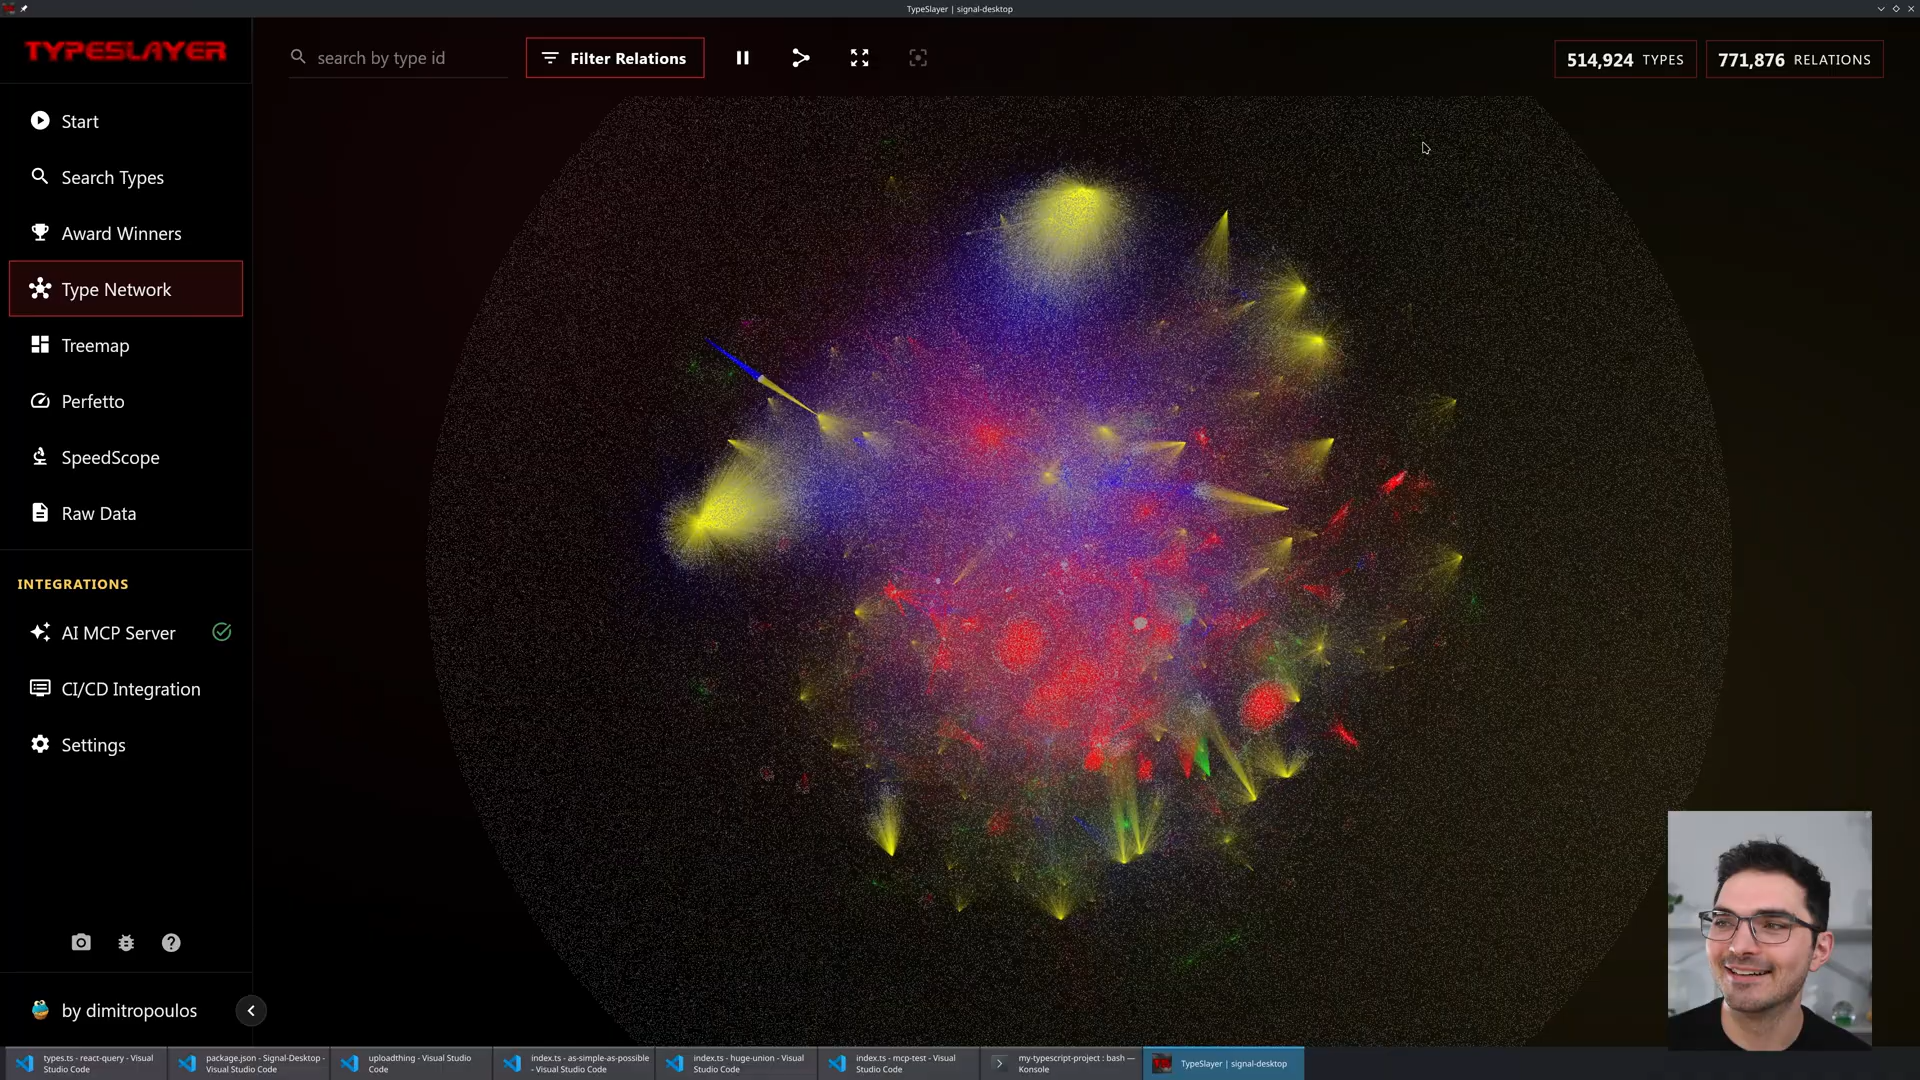 TypeSlayer | signal-desktop
TYPESLAYER
search by type id
Filter Relations
514,924 TYPES
771,876 RELATIONS
Start
Search Types
Award Winners
Type Network
Treemap
Perfetto
SpeedScope
Raw Data
INTEGRATIONS
AI MCP Server
CI/CD Integration
Settings
by dimitropoulos
types.ts - react-query - Visual
Studio Code
package.json - Signal-Desktop -
Visual Studio Code
uploadthing - Visual Studio
Code
index.ts - as-simple-as-possible
- Visual Studio Code
index.ts - huge-union - Visual
Studio Code
index.ts - mcp-test - Visual
Studio Code
my-typescript-project : bash —
Konsole
TypeSlayer | signal-desktop